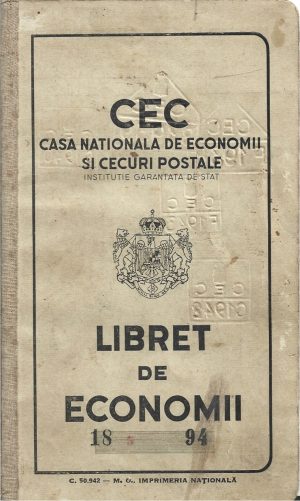 CEC
CASA NATIONALA DE ECONOMII
SI CECURI POSTALE
INSTITUTIE GARANTATA DE STAT
LIBRET
DE
ECONOMII
18 94
C. 50.942 — M. O., IMPRIMERIA NAŢIONALĂ